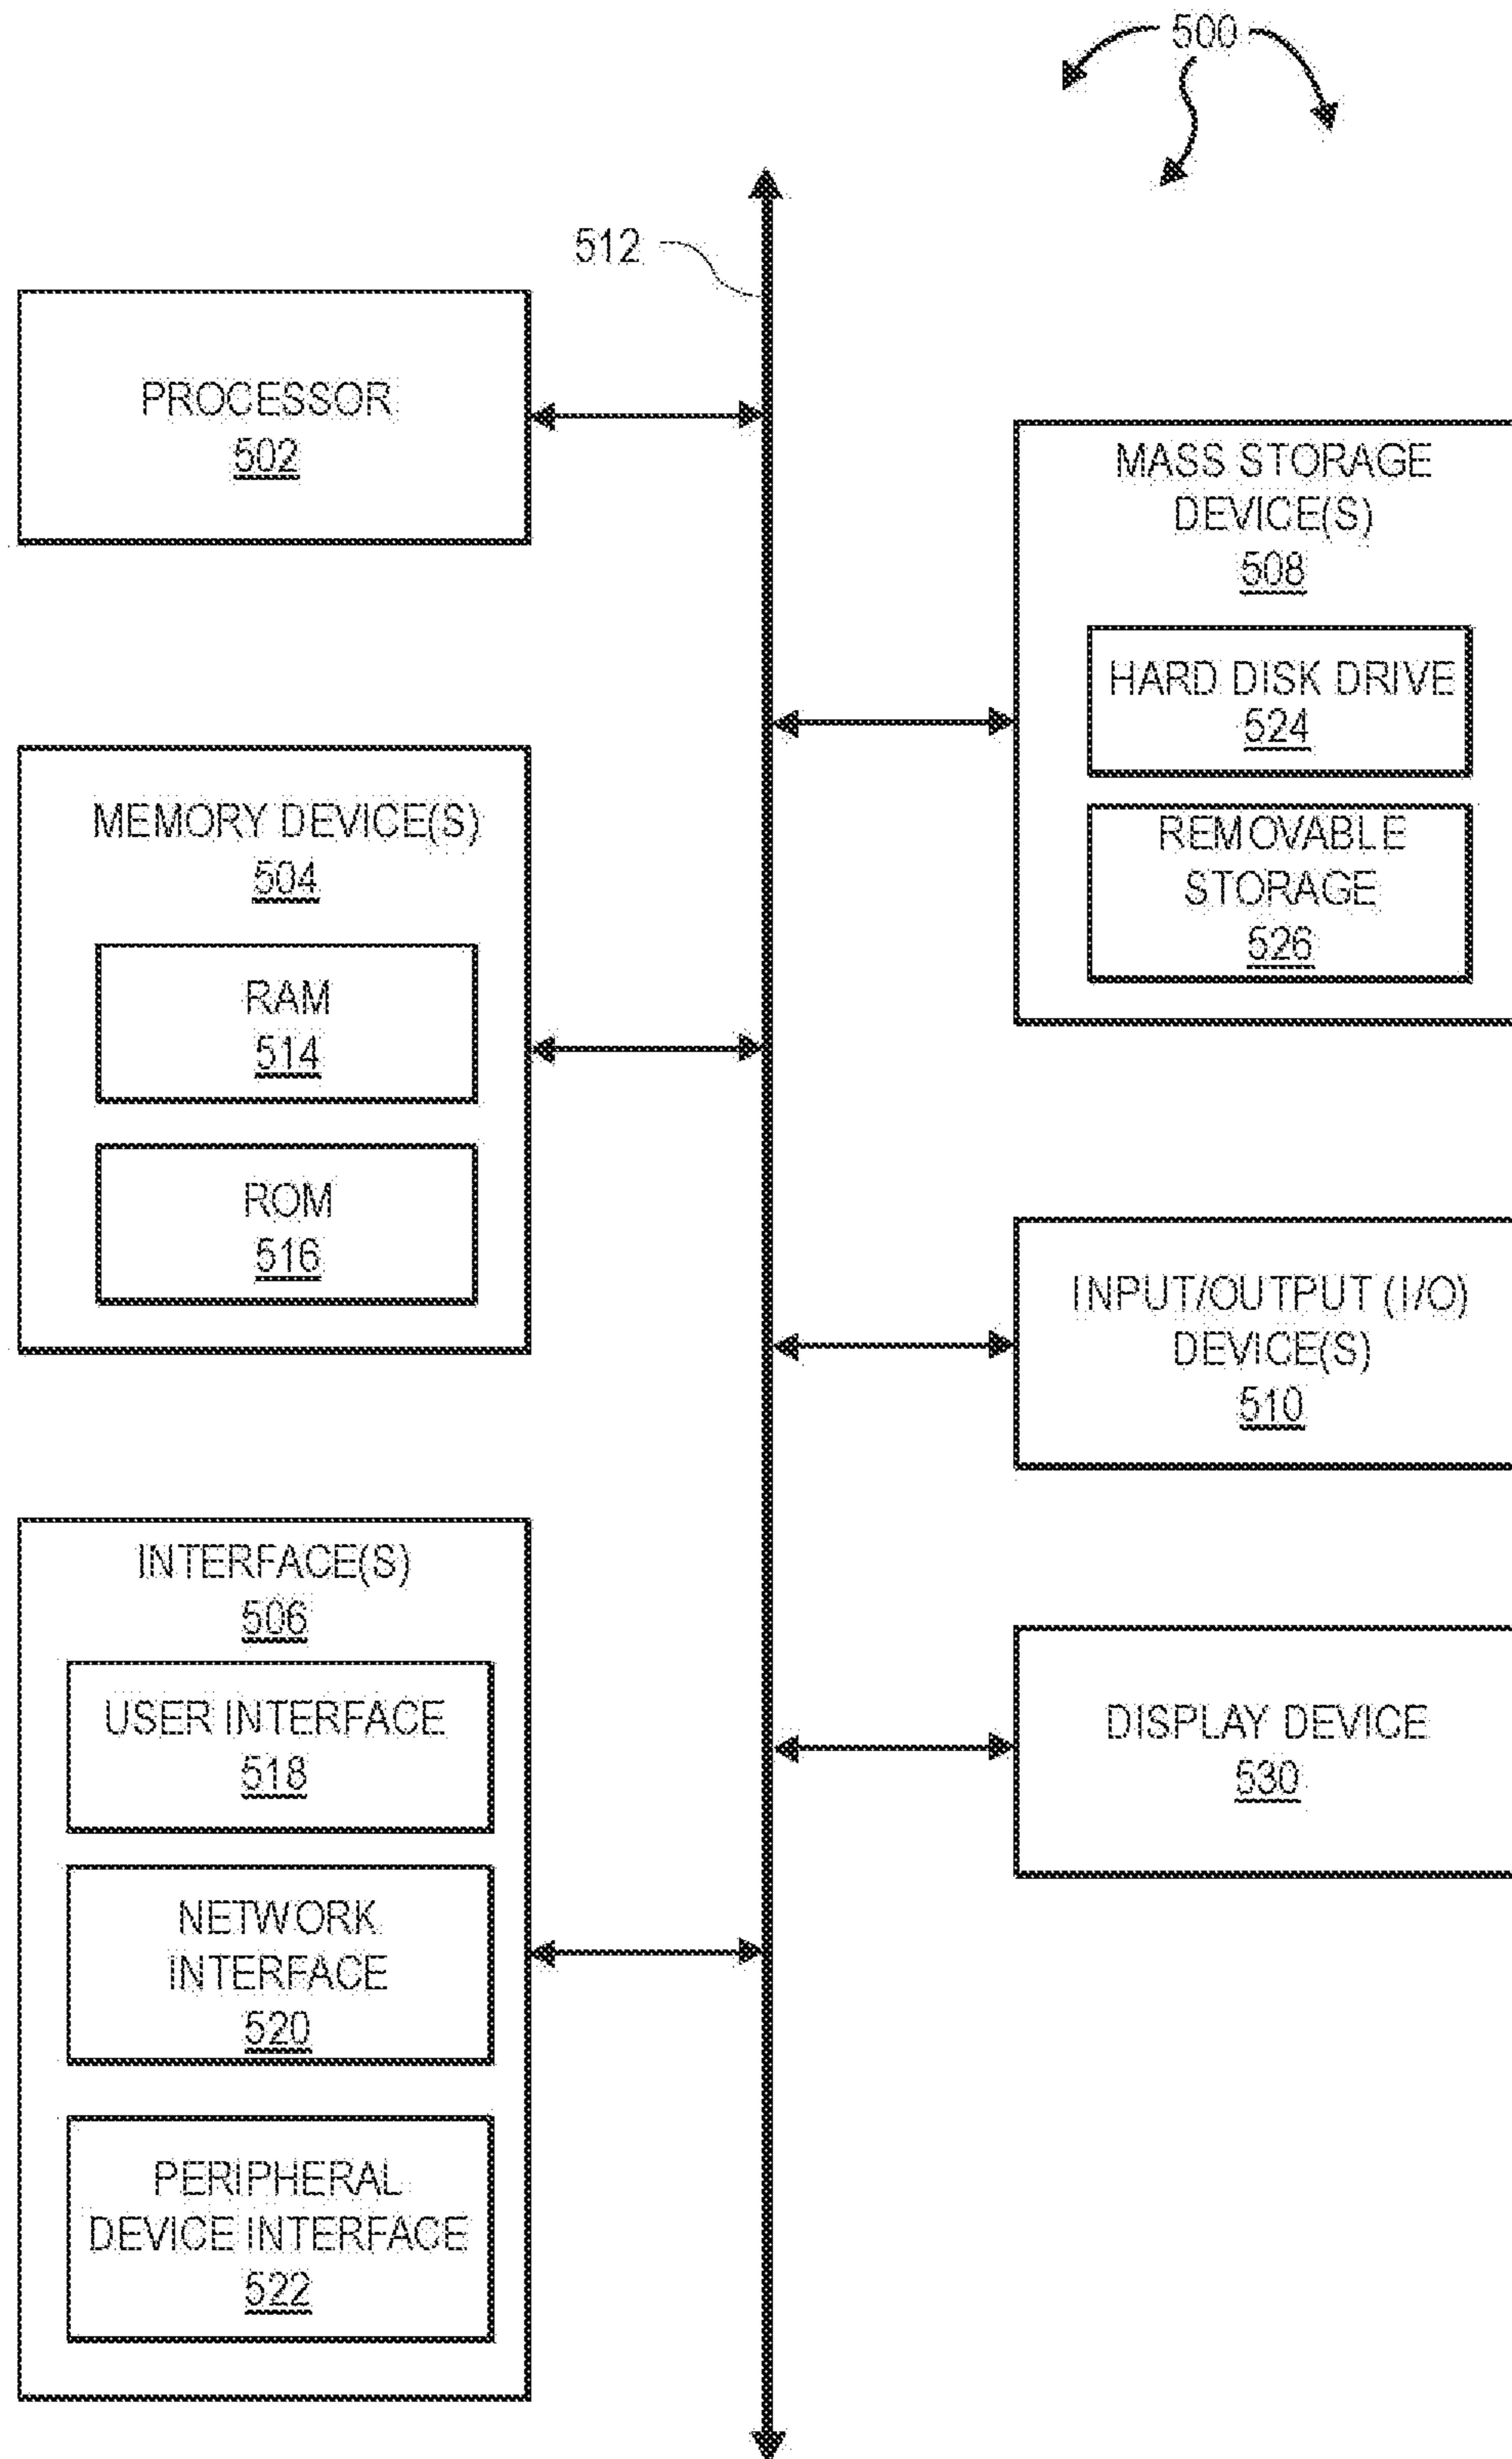 500
512
PROCESSOR
502
MEMORY DEVICE(S)
504
RAM
514
ROM
516
INTERFACE(S)
506
USER INTERFACE
518
NETWORK
INTERFACE
520
PERIPHERAL
DEVICE INTERFACE
522
MASS STORAGE
DEVICE(S)
508
HARD DISK DRIVE
524
REMOVABLE
STORAGE
526
INPUT/OUTPUT (I/O)
DEVICE(S)
510
DISPLAY DEVICE
530